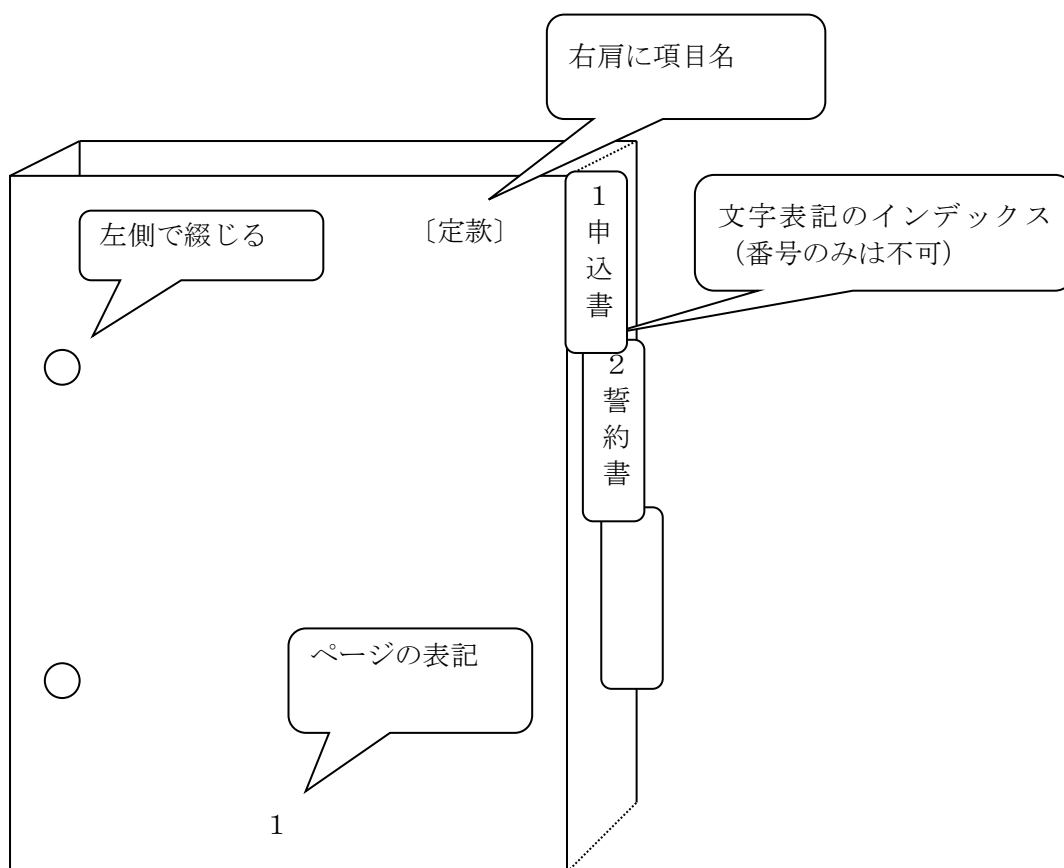 右肩に項目名
左側で綴じる
〔定款〕
1申込書
文字表記のインデックス
（番号のみは不可）
2誓約書
ページの表記
1